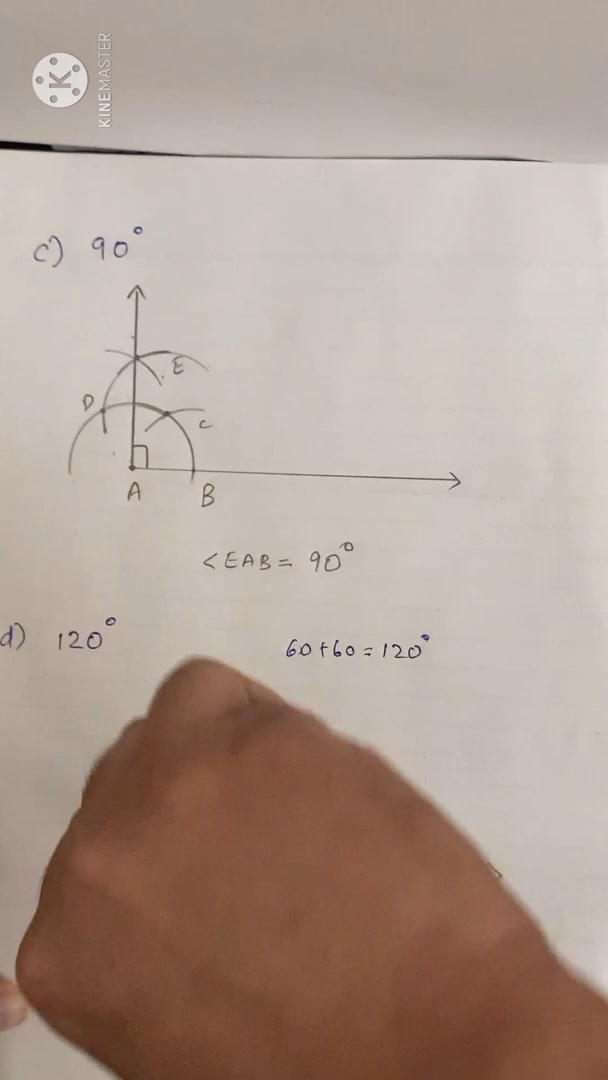 KINEMASTER
c) 90°
E
D
C
A
B
<EAB = 90°
d) 120°
60+60=120°